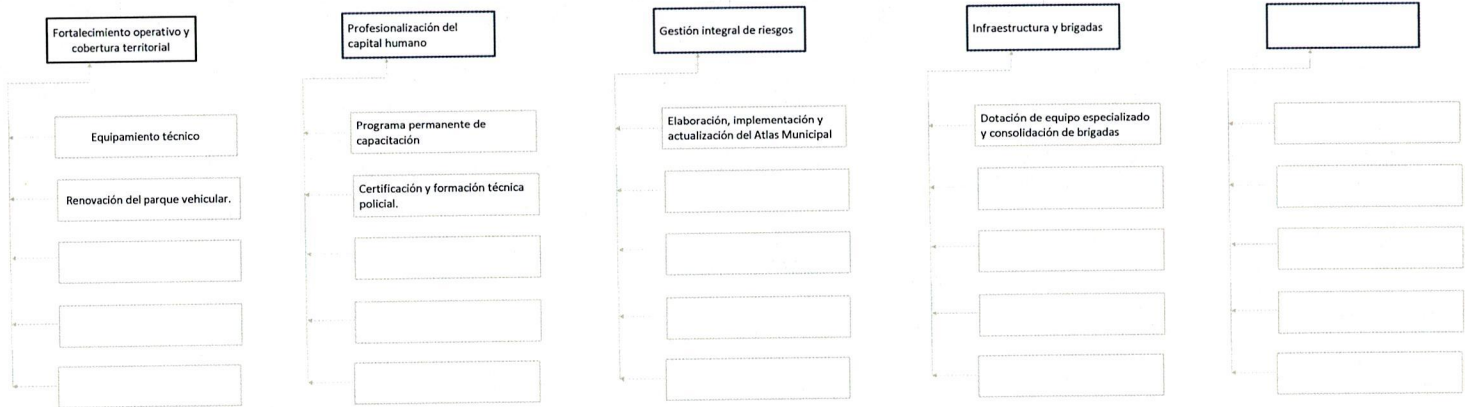 Fortalecimiento operativo y
cobertura territorial
Profesionalización del
capital humano
Gestión integral de riesgos
Infraestructura y brigadas
Equipamiento técnico
Renovación del parque vehicular.
Programa permanente de
capacitación
Certificación y formación técnica
policial.
Elaboración, implementación y
actualización del Atlas Municipal
Dotación de equipo especializado
y consolidación de brigadas